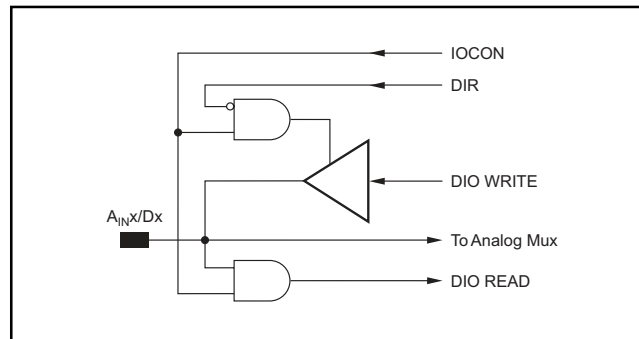 IOCON
DIR
DIO WRITE
AINx/Dx
To Analog Mux
DIO READ